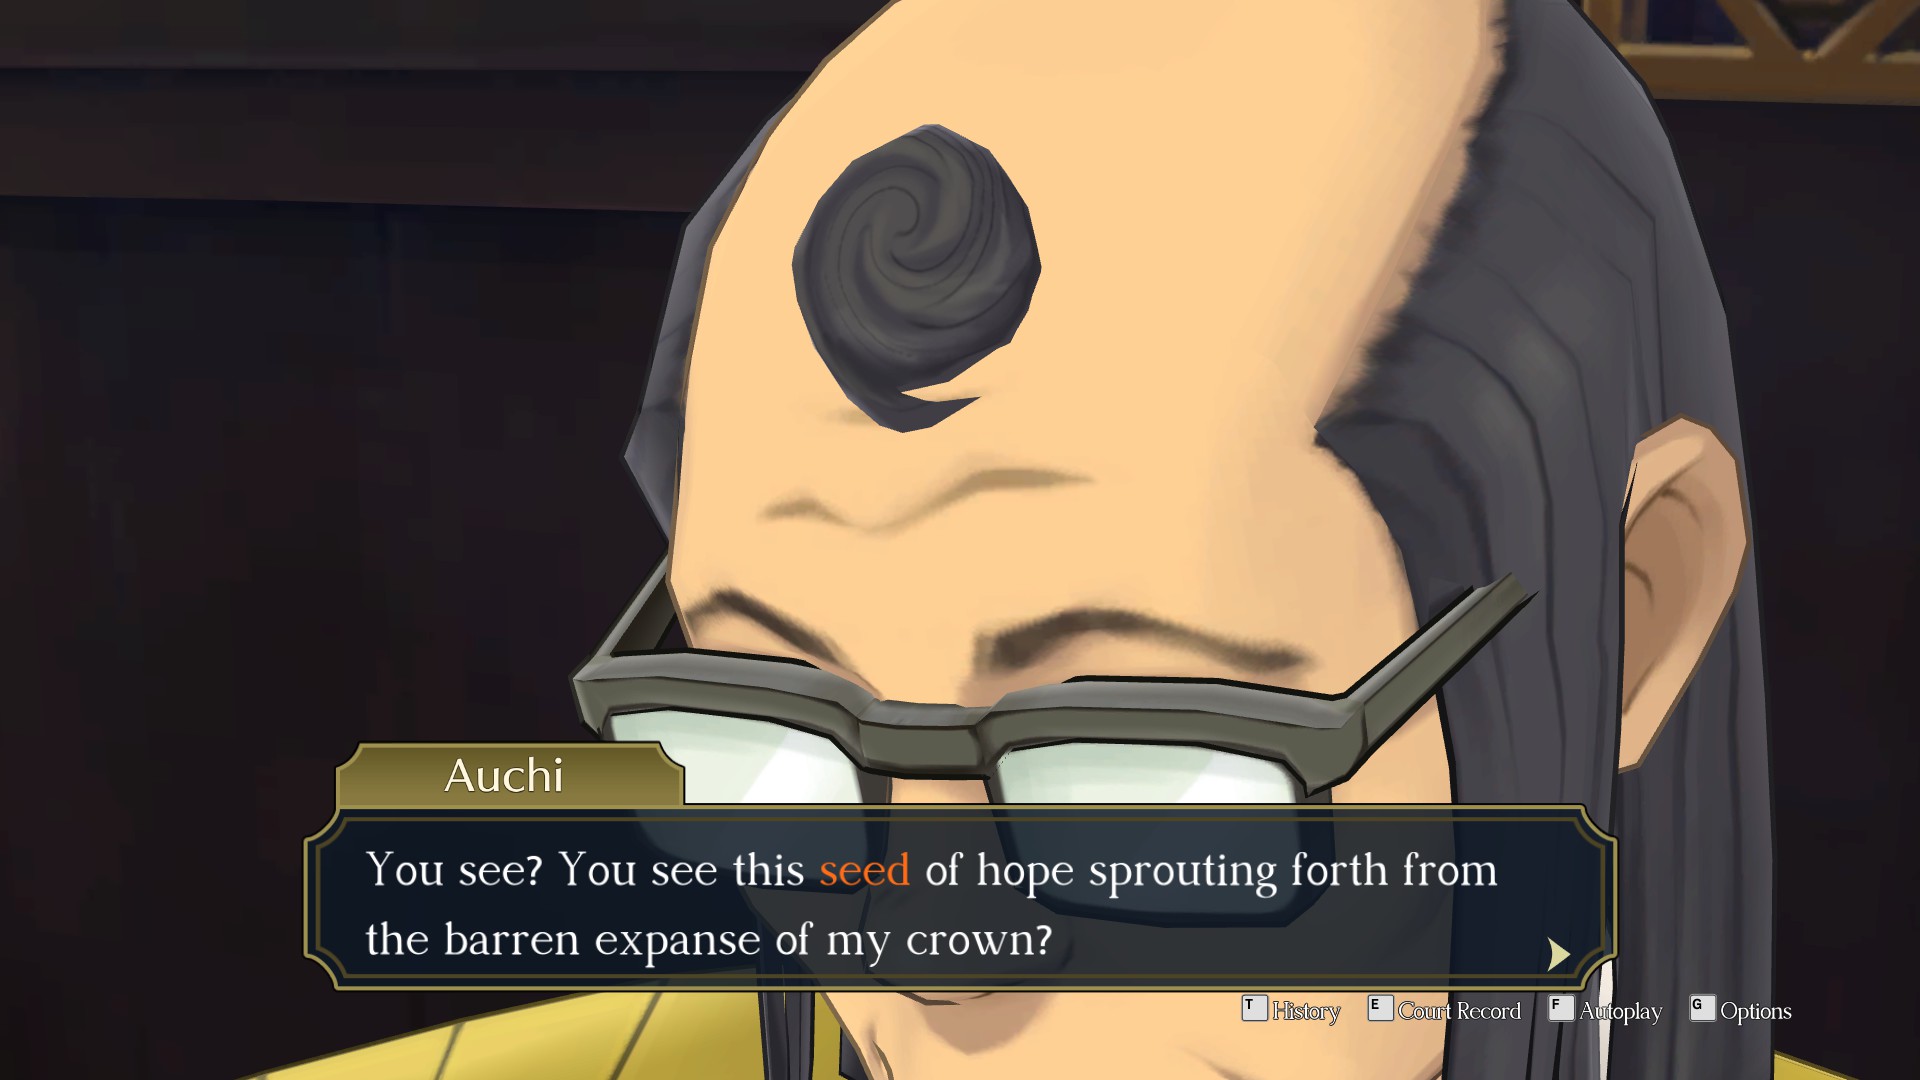 Auchi
You see? You see this seed of hope sprouting forth from
the barren expanse of my crown?
T History E Court Record F Autoplay G Options